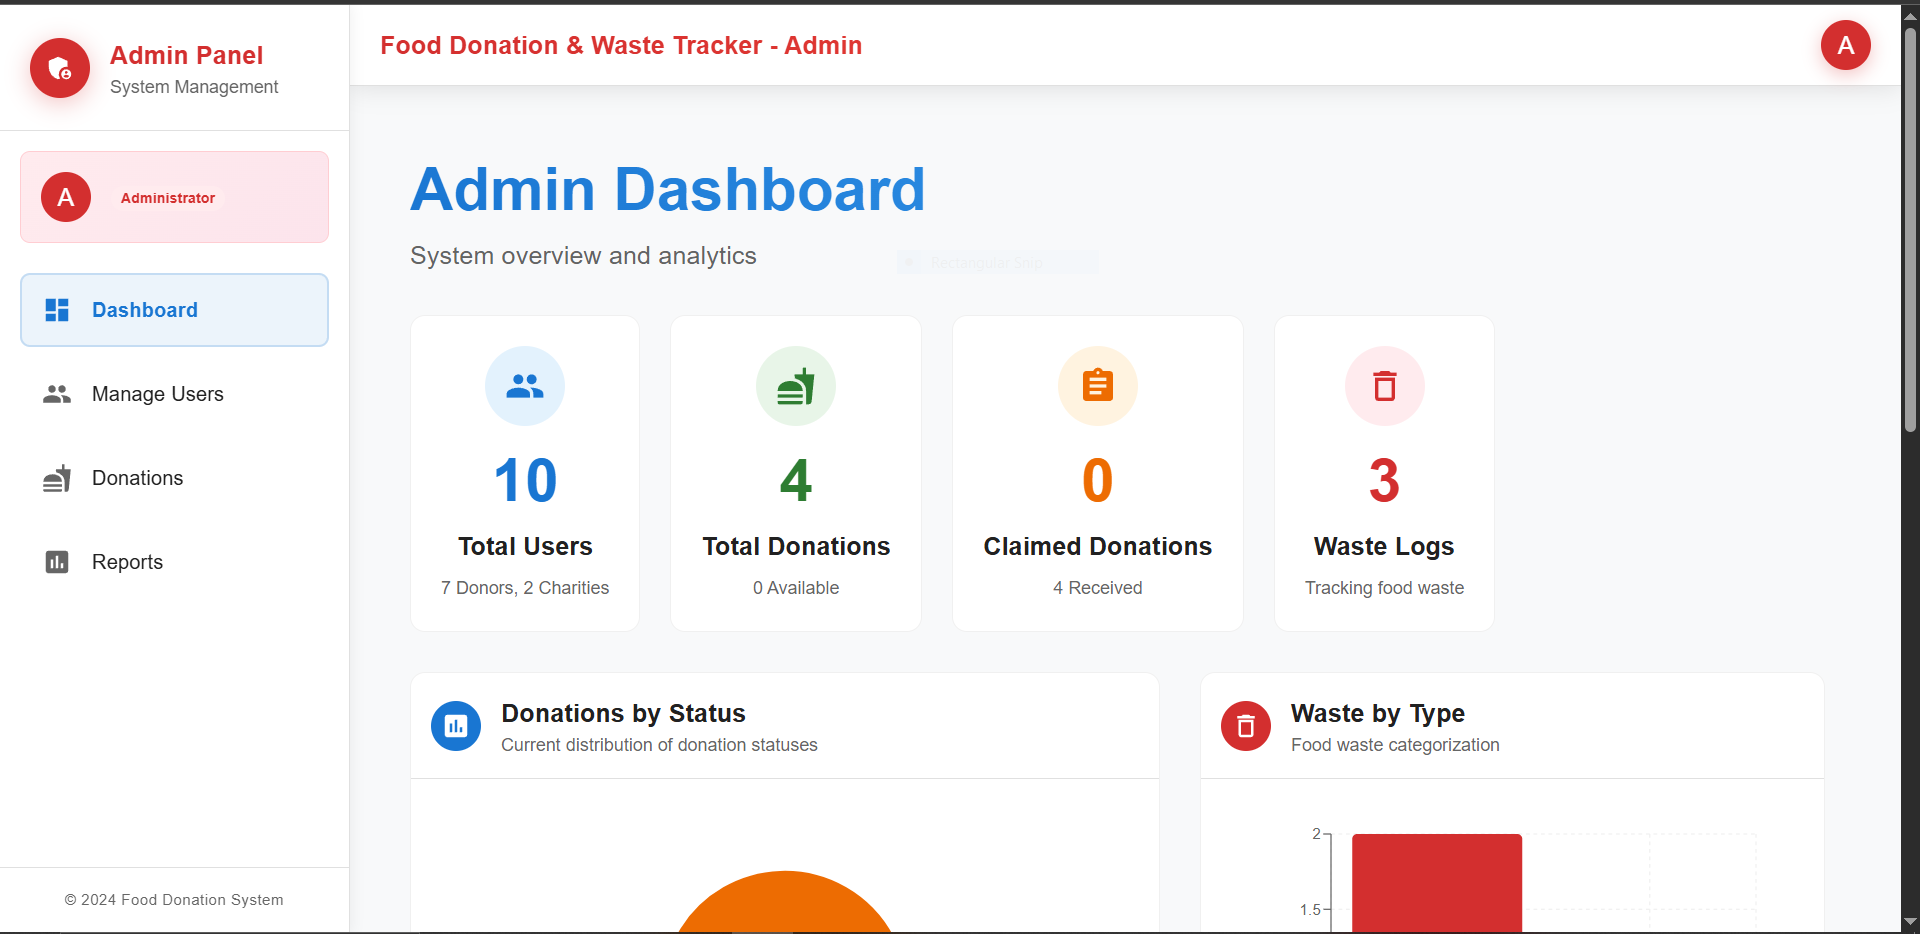 Admin Panel
System Management
Food Donation & Waste Tracker - Admin
A
A
Administrator
Dashboard
Manage Users
Donations
Reports
© 2024 Food Donation System
Admin Dashboard
System overview and analytics
Rectangular Snip
10
Total Users
7 Donors, 2 Charities
4
Total Donations
0 Available
0
Claimed Donations
4 Received
3
Waste Logs
Tracking food waste
Donations by Status
Current distribution of donation statuses
Waste by Type
Food waste categorization
2
1.5